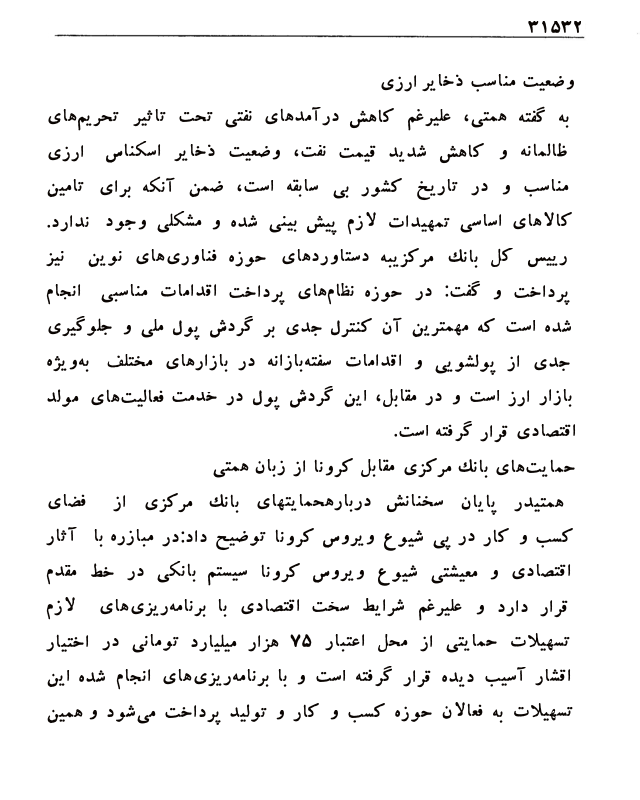 ۳۱۵۳۲
وضعیت مناسب ذخایر ارزی
به گفته همتی، علیرغم کاهش درآمدهای نفتی تحت تاثیر تحریم‌های
ظالمانه و کاهش شدید قیمت نفت، وضعیت ذخایر اسکناس ارزی
مناسب و در تاریخ کشور بی سابقه است، ضمن آنکه برای تامین
کالاهای اساسی تمهیدات لازم پیش بینی شده و مشکلی وجود ندارد.
رییس کل بانك مرکزیبه دستاوردهای حوزه فناوری‌های نوین نیز
پرداخت و گفت: در حوزه نظام‌های پرداخت اقدامات مناسبی انجام
شده است که مهمترین آن کنترل جدی بر گردش پول ملی و جلوگیری
جدی از پولشویی و اقدامات سفته‌بازانه در بازارهای مختلف به‌ویژه
بازار ارز است و در مقابل، این گردش پول در خدمت فعالیت‌های مولد
اقتصادی قرار گرفته است.
حمایت‌های بانك مرکزی مقابل کرونا از زبان همتی
همتیدر پایان سخنانش دربارهحمایتهای بانك مرکزی از فضای
کسب و کار در پی شیوع ویروس کرونا توضیح داد:در مبازره با آثار
اقتصادی و معیشتی شیوع ویروس کرونا سیستم بانکی در خط مقدم
قرار دارد و علیرغم شرایط سخت اقتصادی با برنامه‌ریزی‌های لازم
تسهیلات حمایتی از محل اعتبار ۷۵ هزار میلیارد تومانی در اختیار
اقشار آسیب دیده قرار گرفته است و با برنامه‌ریزی‌های انجام شده این
تسهیلات به فعالان حوزه کسب و کار و تولید پرداخت می‌شود و همین